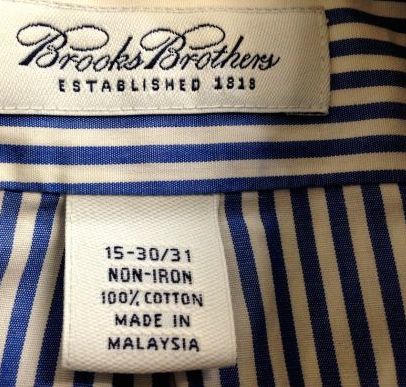 Brooks Brothers
ESTABLISHED 1818
15-30/31
NON-IRON
100% COTTON
MADE IN
MALAYSIA